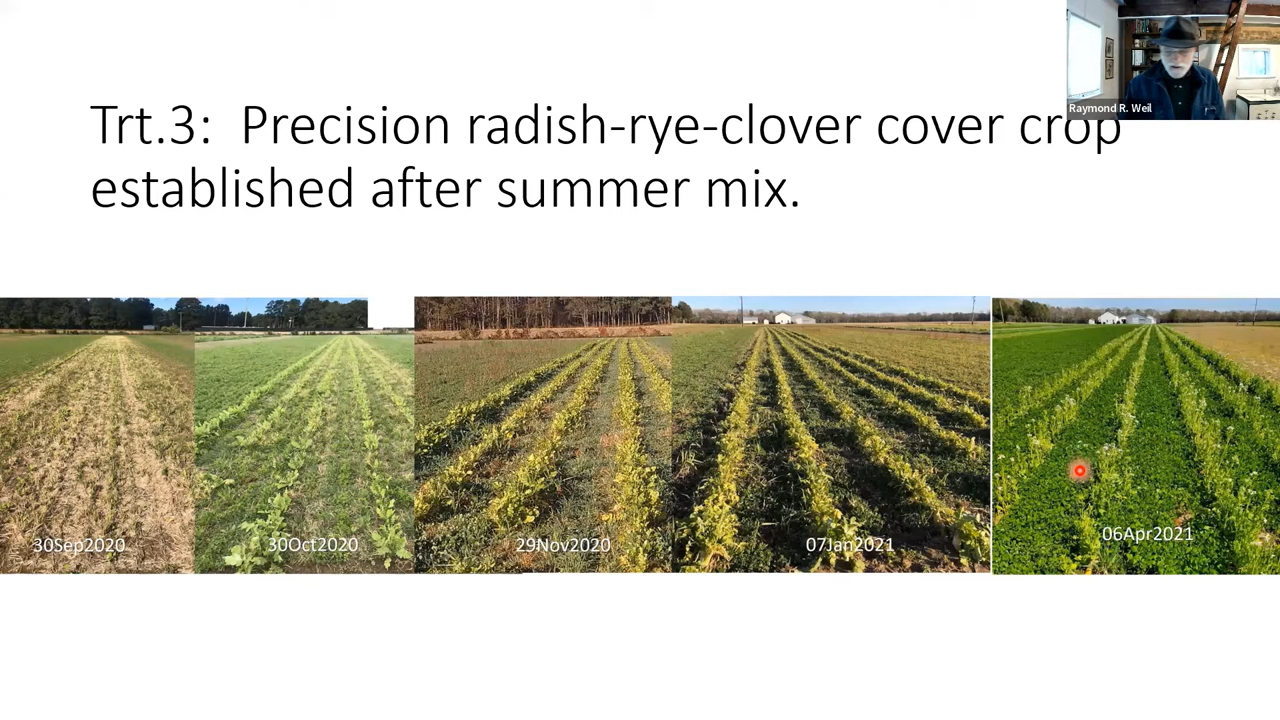 Raymond R. Weil
Trt.3: Precision radish-rye-clover cover crop
established after summer mix.
30Sep2020
30Oct2020
29Nov2020
07Jan2021
06Apr2021